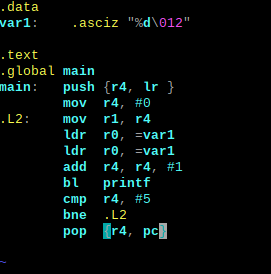 .data
var1:    .asciz "%d\012"
.text
.global main
main:   push {r4, lr }
        mov  r4, #0
.L2:    mov  r1, r4
        ldr  r0, =var1
        ldr  r0, =var1
        add  r4, r4, #1
        bl   printf
        cmp  r4, #5
        bne  .L2
        pop  {r4, pc}
~